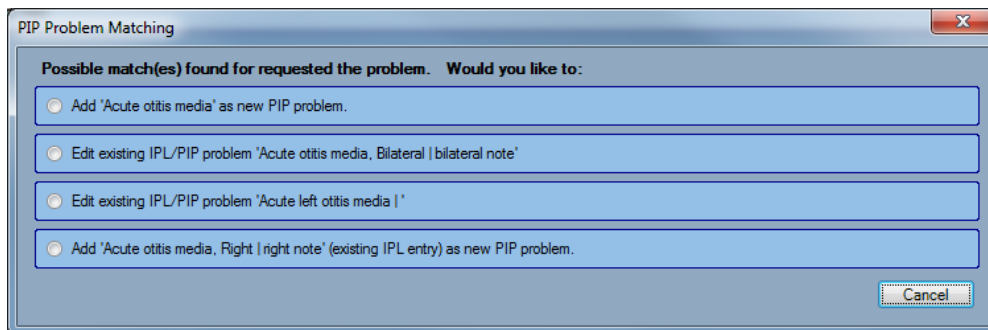 PIP Problem Matching
Possible match(es) found for requested the problem. Would you like to:
Add 'Acute otitis media' as new PIP problem.
Edit existing IPL/PIP problem 'Acute otitis media, Bilateral | bilateral note'
Edit existing IPL/PIP problem 'Acute left otitis media | '
Add 'Acute otitis media, Right | right note' (existing IPL entry) as new PIP problem.
Cancel